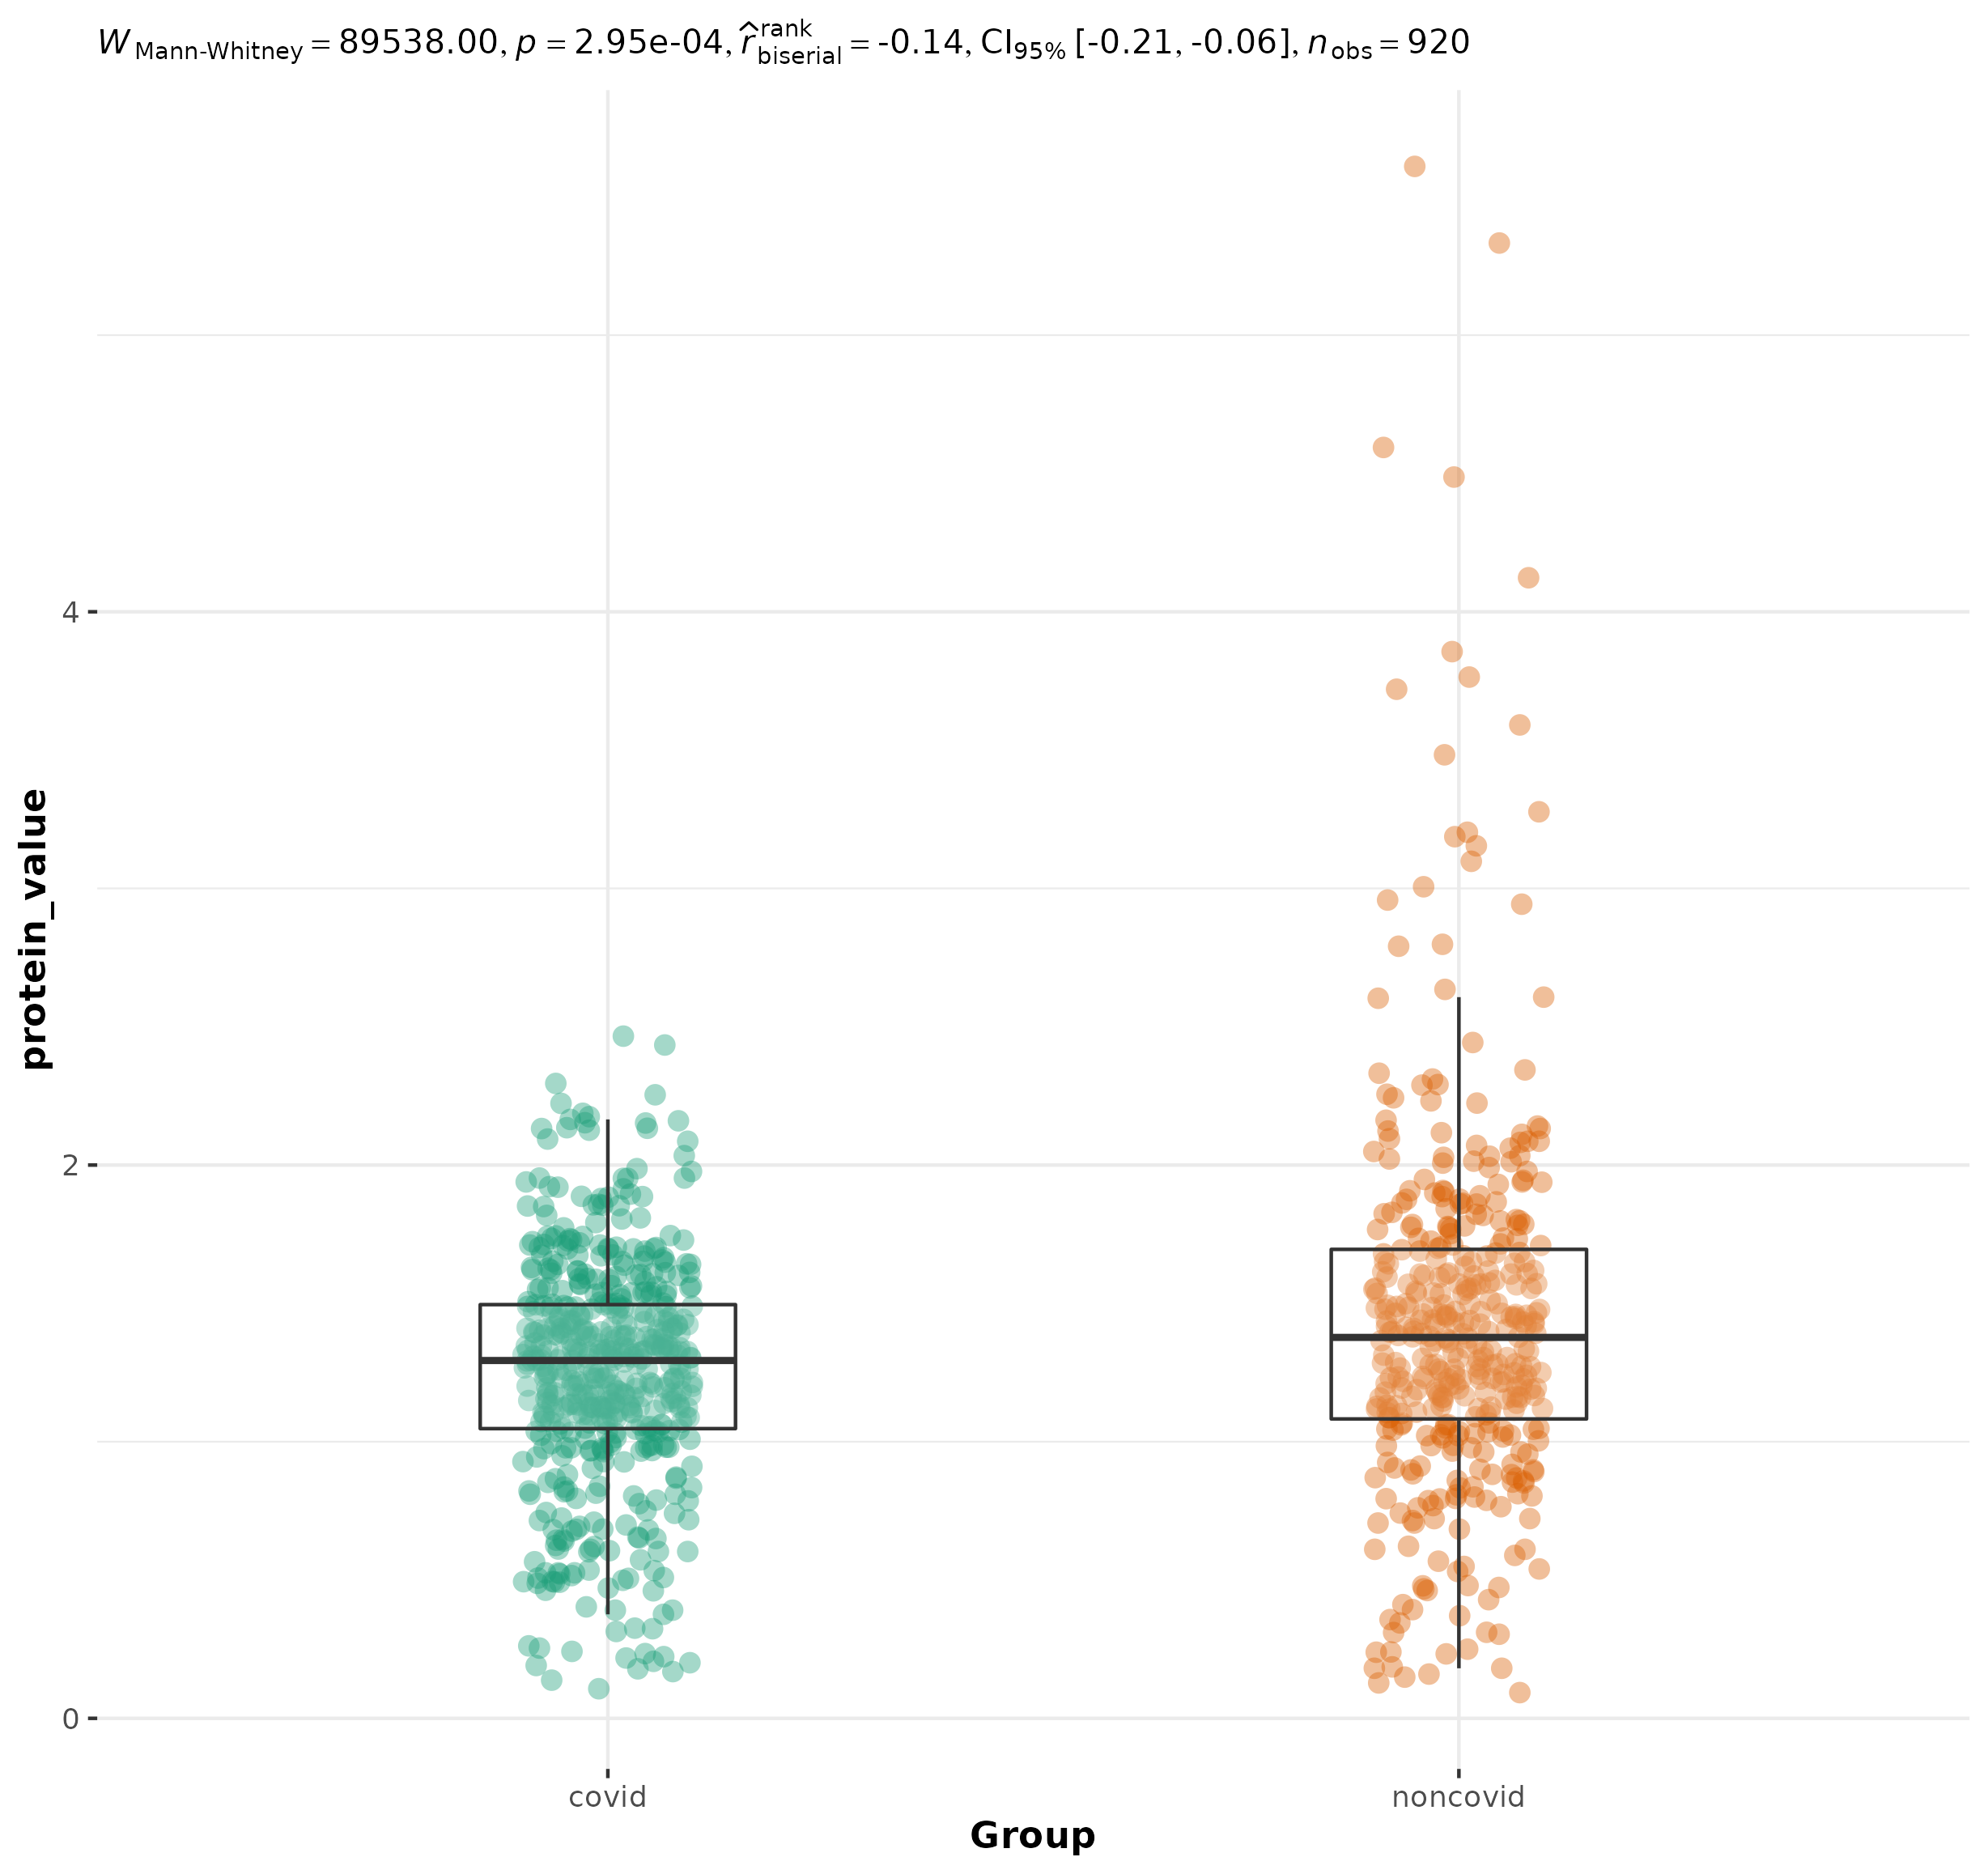 W Mann-Whitney = 89538.00, p = 2.95e-04, r̂ rank biserial = -0.14, CI95% [-0.21, -0.06], nobs = 920
protein_value
4
2
0
covid noncovid
Group